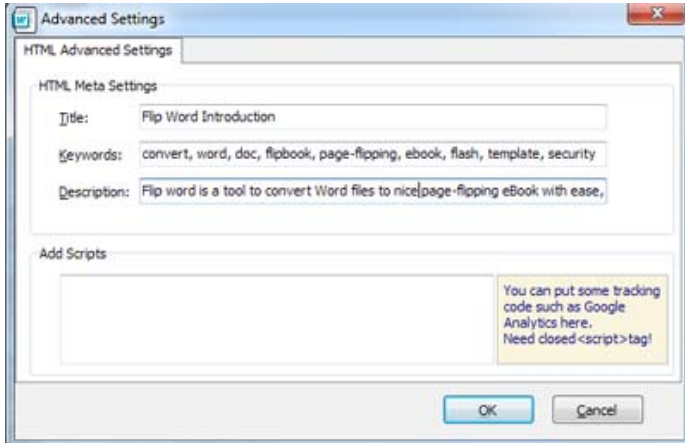 Advanced Settings
HTML Advanced Settings
HTML Meta Settings
Title: Flip Word Introduction
Keywords: convert, word, doc, flipbook, page-flipping, ebook, flash, template, security
Description: Flip word is a tool to convert Word files to nice page-flipping eBook with ease,
Add Scripts
You can put some tracking
code such as Google
Analytics here.
Need closed<script>tag!
OK Cancel